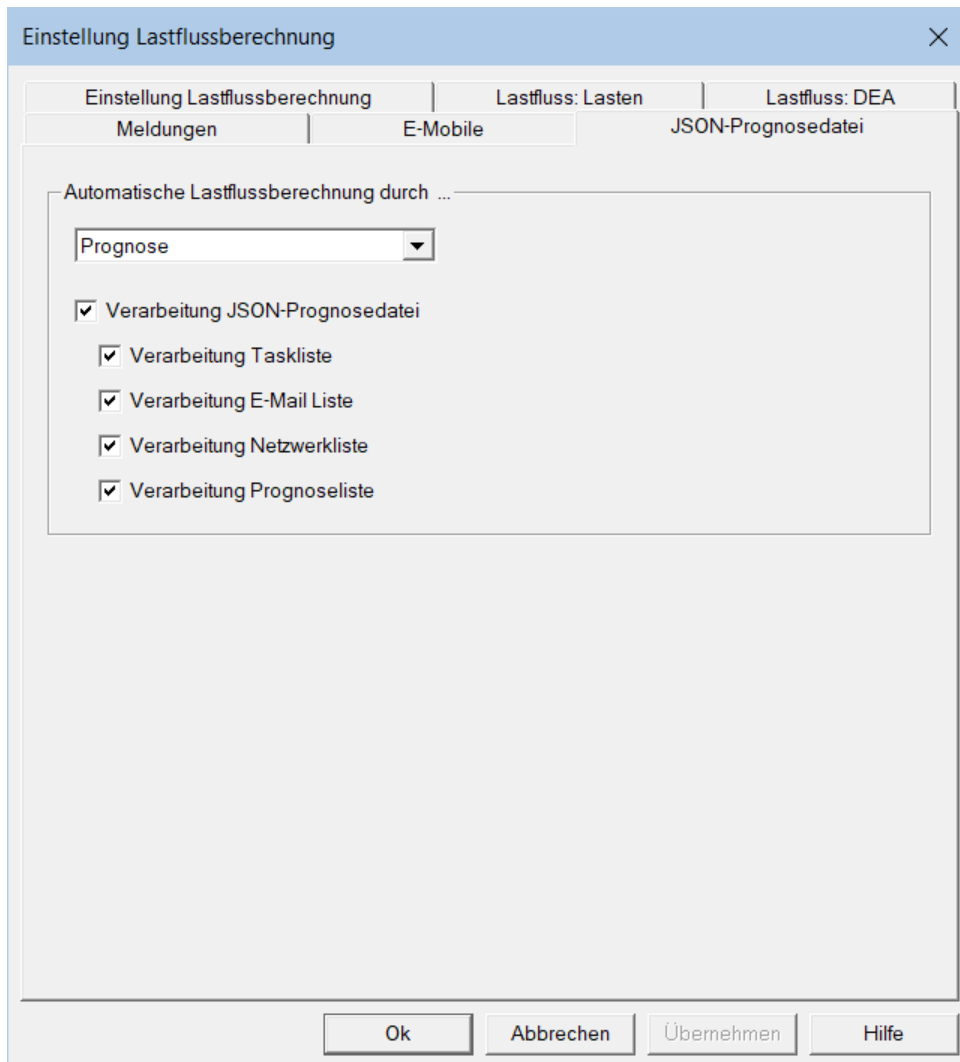 Einstellung Lastflussberechnung
Einstellung Lastflussberechnung
Lastfluss: Lasten
Lastfluss: DEA
Meldungen
E-Mobile
JSON-Prognosedatei
Automatische Lastflussberechnung durch ...
Prognose
Verarbeitung JSON-Prognosedatei
Verarbeitung Taskliste
Verarbeitung E-Mail Liste
Verarbeitung Netzwerkliste
Verarbeitung Prognoseliste
Ok
Abbrechen
Übernehmen
Hilfe